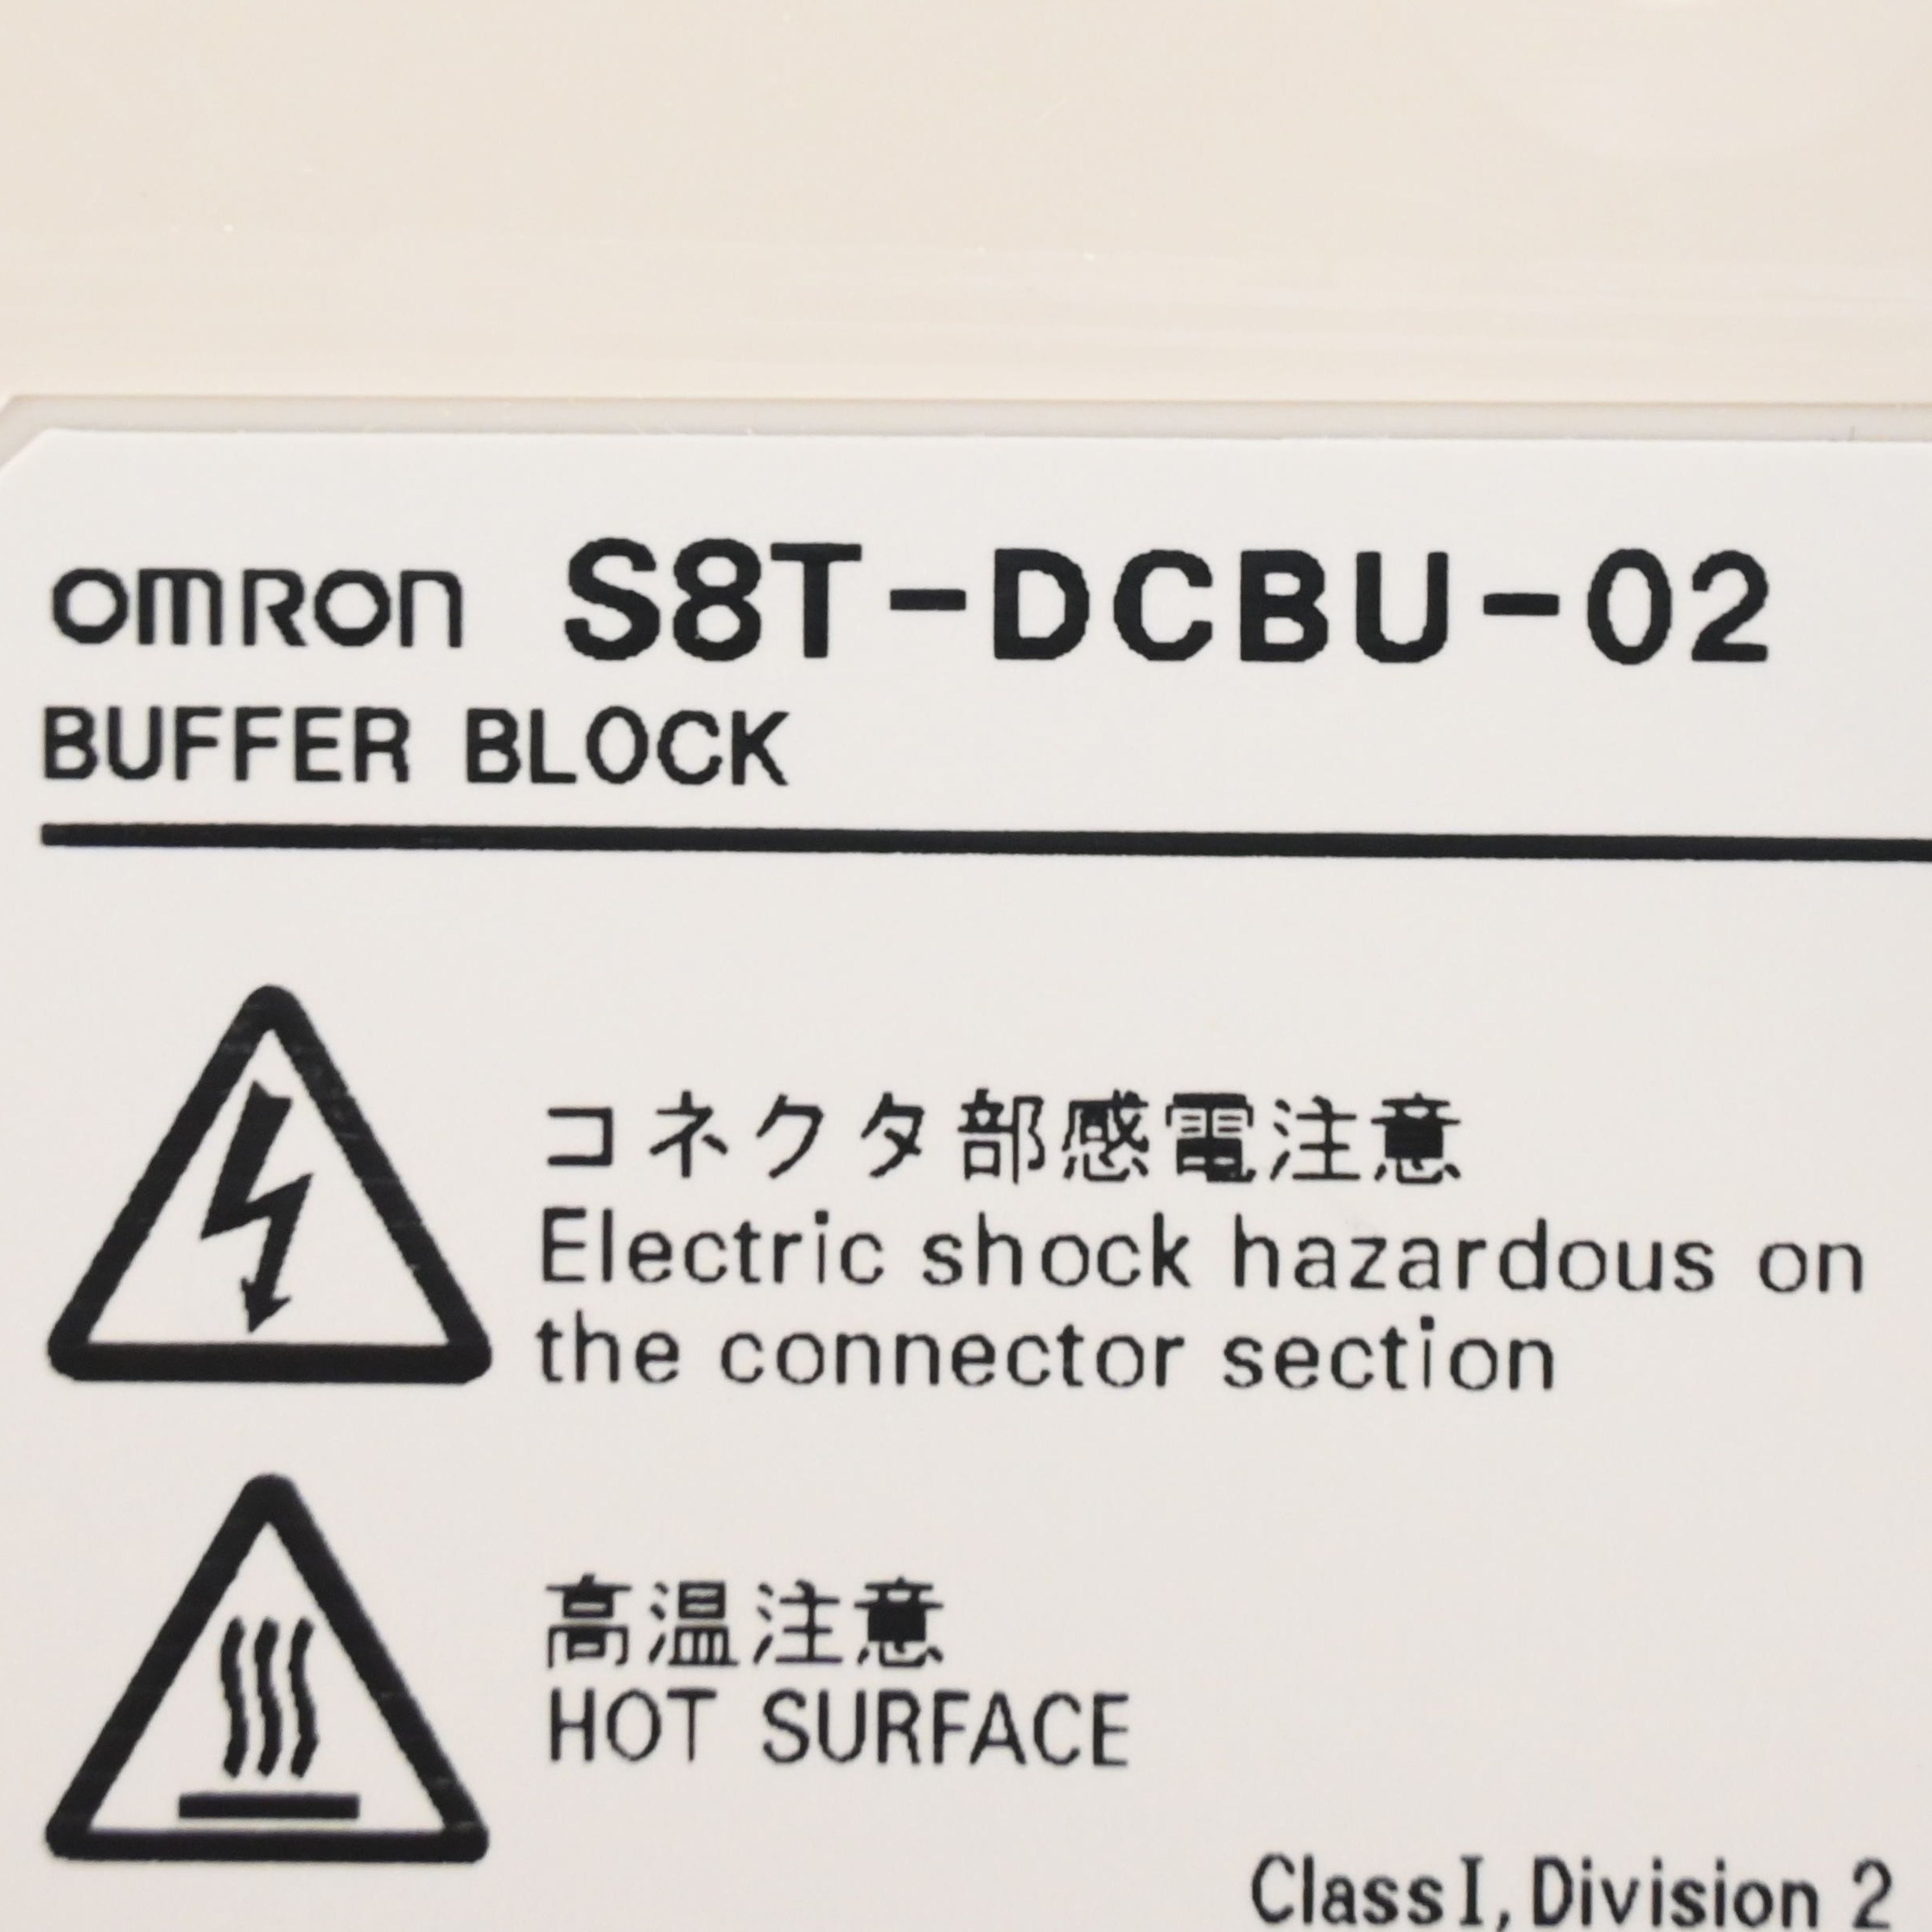 omron S8T-DCBU-02
BUFFER BLOCK
コネクタ部感電注意
Electric shock hazardous on
the connector section
高温注意
HOT SURFACE
Class I, Division 2